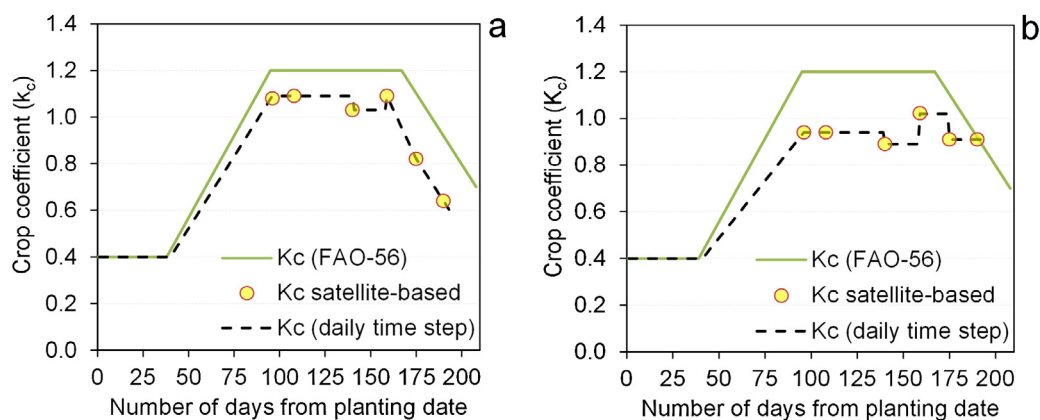 a
Crop coefficient (kc)
1.4
1.2
1.0
0.8
0.6
0.4
0.2
0.0
Kc (FAO-56)
Kc satellite-based
Kc (daily time step)
0 25 50 75 100 125 150 175 200
Number of days from planting date
b
Crop coefficient (Kc)
1.4
1.2
1.0
0.8
0.6
0.4
0.2
0.0
Kc (FAO-56)
Kc satellite-based
Kc (daily time step)
0 25 50 75 100 125 150 175 200
Number of days from planting date